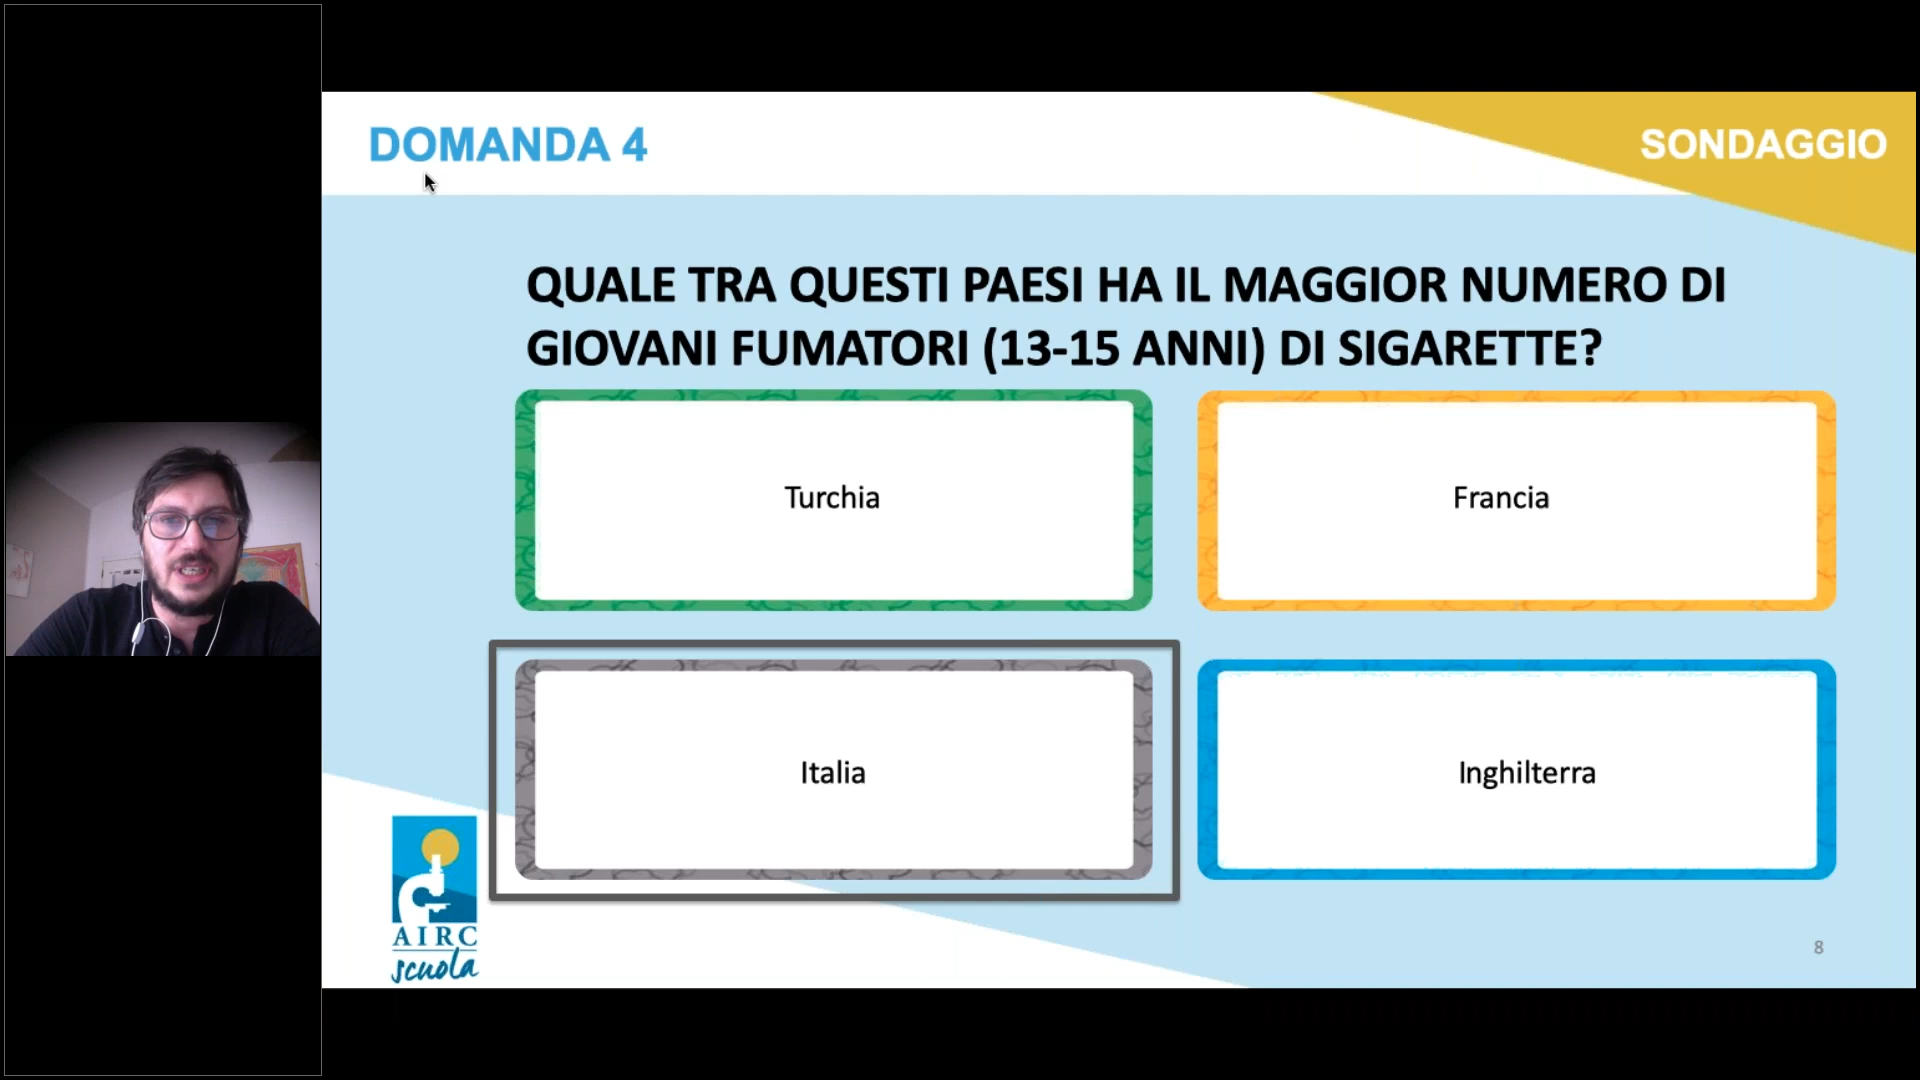 DOMANDA 4
SONDAGGIO
QUALE TRA QUESTI PAESI HA IL MAGGIOR NUMERO DI
GIOVANI FUMATORI (13-15 ANNI) DI SIGARETTE?
Turchia
Francia
Italia
Inghilterra
AIRC
scuola
8